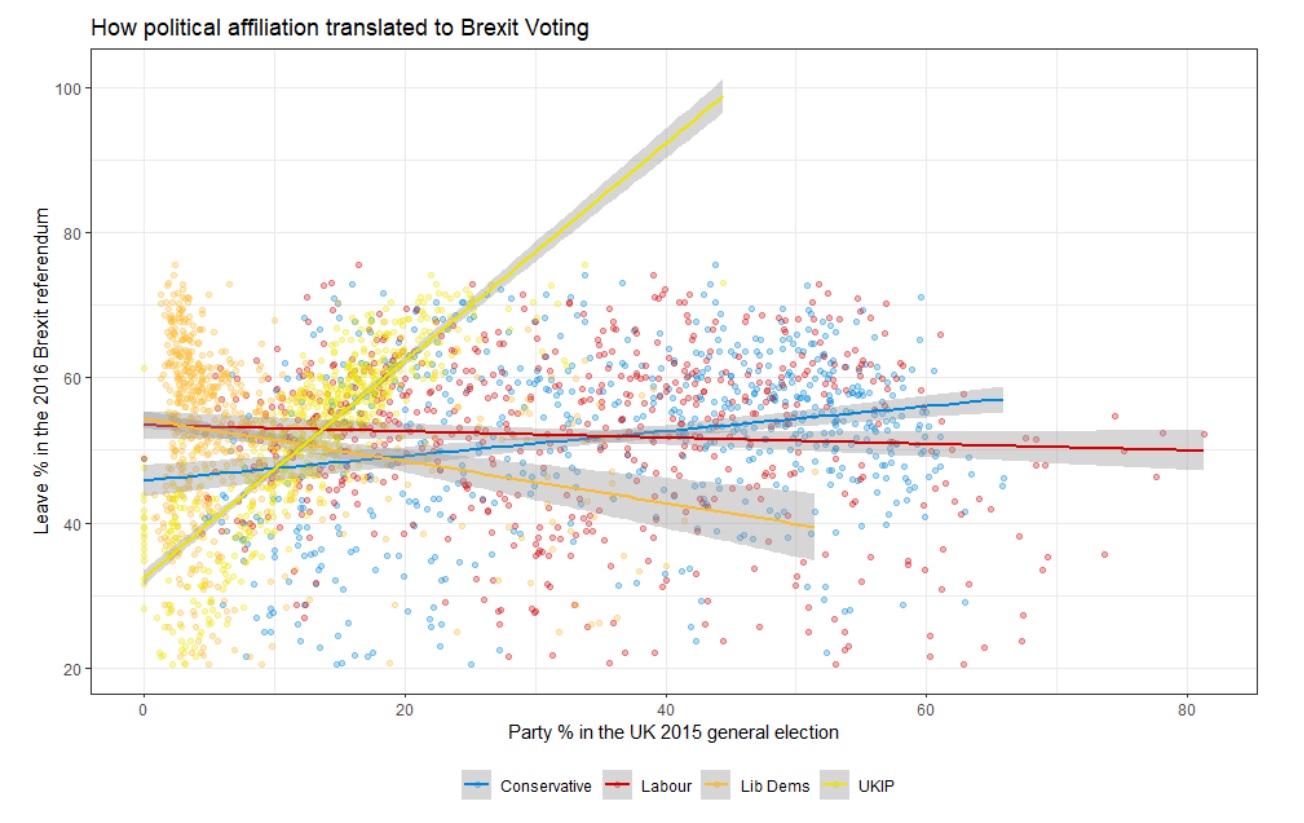 How political affiliation translated to Brexit Voting
Leave % in the 2016 Brexit referendum
100
80
60
40
20
0 20 40 60 80
Party % in the UK 2015 general election
Conservative Labour Lib Dems UKIP